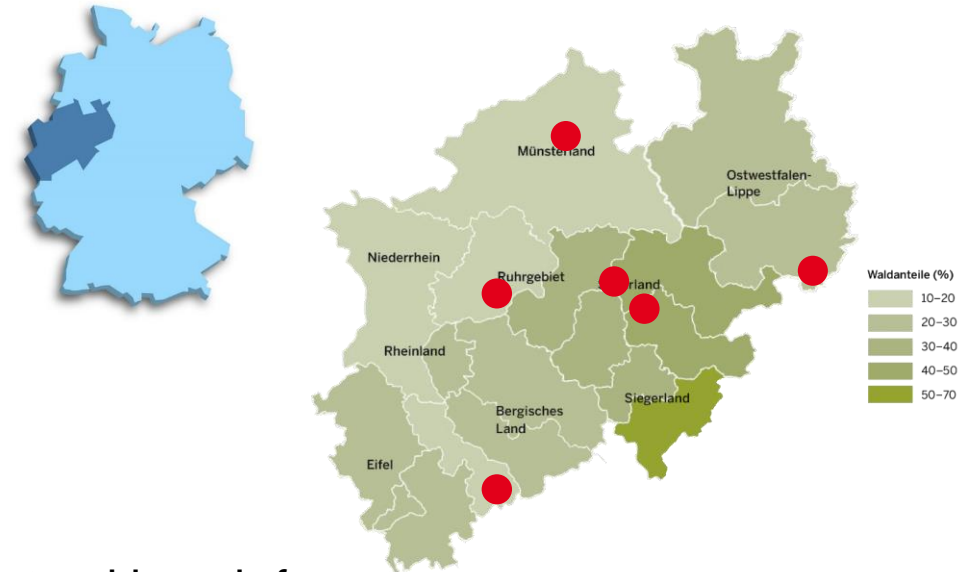 Münsterland
Ostwestfalen-
Lippe
Niederrhein
Ruhrgebiet
rland
Waldanteile (%)
10–20
20–30
30–40
40–50
50–70
Rheinland
Siegerland
Bergisches
Land
Eifel